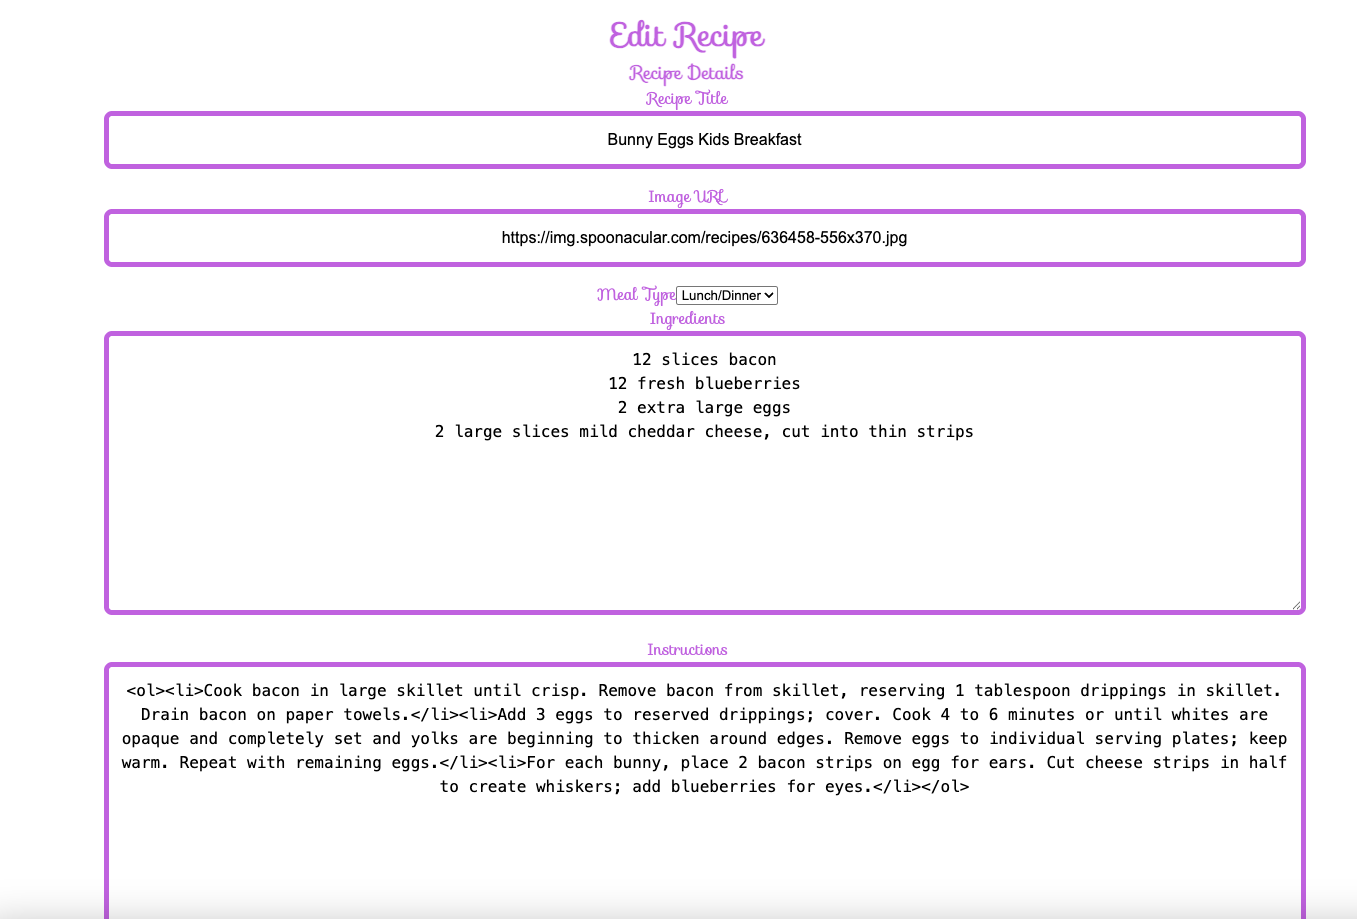 Edit Recipe
Recipe Details
Recipe Title
Bunny Eggs Kids Breakfast
Image URL
https://img.spoonacular.com/recipes/636458-556x370.jpg
Meal Type Lunch/Dinner
Ingredients
12 slices bacon
12 fresh blueberries
2 extra large eggs
2 large slices mild cheddar cheese, cut into thin strips
Instructions
<ol><li>Cook bacon in large skillet until crisp. Remove bacon from skillet, reserving 1 tablespoon drippings in skillet.
Drain bacon on paper towels.</li><li>Add 3 eggs to reserved drippings; cover. Cook 4 to 6 minutes or until whites are
opaque and completely set and yolks are beginning to thicken around edges. Remove eggs to individual serving plates; keep
warm. Repeat with remaining eggs.</li><li>For each bunny, place 2 bacon strips on egg for ears. Cut cheese strips in half
to create whiskers; add blueberries for eyes.</li></ol>